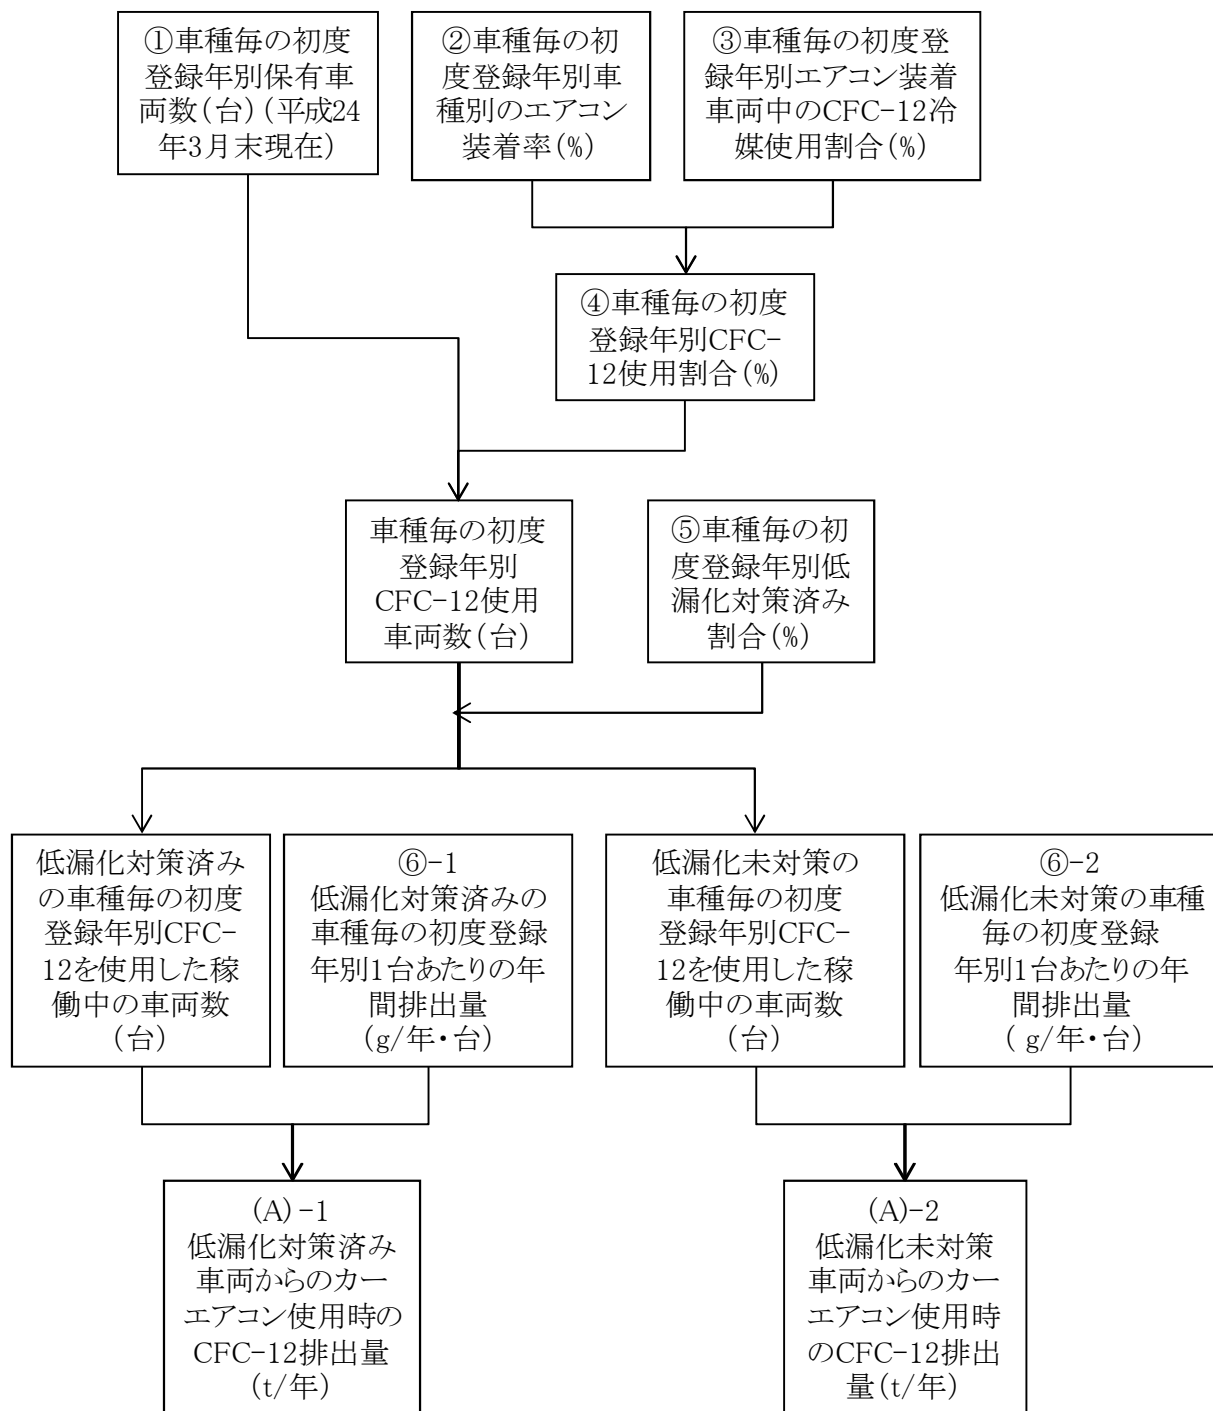 ①車種毎の初度
登録年別保有車
両数(台)(平成24
年3月末現在)
②車種毎の初
度登録年別車
種別のエアコン
装着率(%)
③車種毎の初度登
録年別エアコン装着
車両中のCFC-12冷
媒使用割合(%)
④車種毎の初度
登録年別CFC-
12使用割合(%)
車種毎の初度
登録年別
CFC-12使用
車両数(台)
⑤車種毎の初
度登録年別低
漏化対策済み
割合(%)
低漏化対策済み
の車種毎の初度
登録年別CFC-
12を使用した稼
働中の車両数
(台)
⑥-1
低漏化対策済みの
車種毎の初度登録
年別1台あたりの年
間排出量
(g/年・台)
低漏化未対策の
車種毎の初度
登録年別CFC-
12を使用した稼
働中の車両数
(台)
⑥-2
低漏化未対策の車種
毎の初度登録
年別1台あたりの年
間排出量
( g/年・台)
(A)-1
低漏化対策済み
車両からのカー
エアコン使用時の
CFC-12排出量
(t/年)
(A)-2
低漏化未対策
車両からのカー
エアコン使用時
のCFC-12排出
量(t/年)